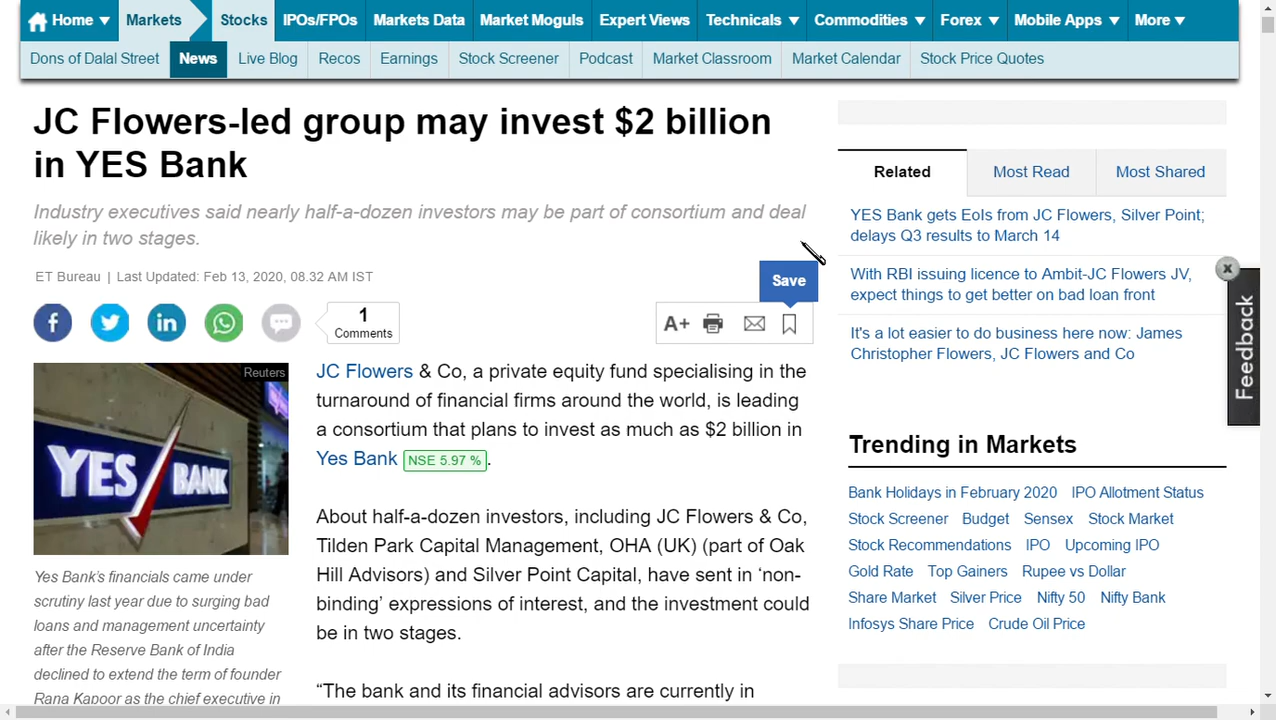 Home Markets Stocks IPOs/FPOs Markets Data Market Moguls Expert Views Technicals Commodities Forex Mobile Apps More
Dons of Dalal Street News Live Blog Recos Earnings Stock Screener Podcast Market Classroom Market Calendar Stock Price Quotes
JC Flowers-led group may invest $2 billion
in YES Bank
Industry executives said nearly half-a-dozen investors may be part of consortium and deal
likely in two stages.
ET Bureau | Last Updated: Feb 13, 2020, 08.32 AM IST
Save
1
Comments
A+
Reuters
YES BANK
Yes Bank's financials came under
scrutiny last year due to surging bad
loans and management uncertainty
after the Reserve Bank of India
declined to extend the term of founder
Rana Kapoor as the chief executive in
JC Flowers & Co, a private equity fund specialising in the
turnaround of financial firms around the world, is leading
a consortium that plans to invest as much as $2 billion in
Yes Bank NSE 5.97 %.
About half-a-dozen investors, including JC Flowers & Co,
Tilden Park Capital Management, OHA (UK) (part of Oak
Hill Advisors) and Silver Point Capital, have sent in ‘non-
binding’ expressions of interest, and the investment could
be in two stages.
“The bank and its financial advisors are currently in
Related Most Read Most Shared
YES Bank gets EoIs from JC Flowers, Silver Point;
delays Q3 results to March 14
With RBI issuing licence to Ambit-JC Flowers JV,
expect things to get better on bad loan front
It's a lot easier to do business here now: James
Christopher Flowers, JC Flowers and Co
Trending in Markets
Bank Holidays in February 2020 IPO Allotment Status
Stock Screener Budget Sensex Stock Market
Stock Recommendations IPO Upcoming IPO
Gold Rate Top Gainers Rupee vs Dollar
Share Market Silver Price Nifty 50 Nifty Bank
Infosys Share Price Crude Oil Price
Feedback